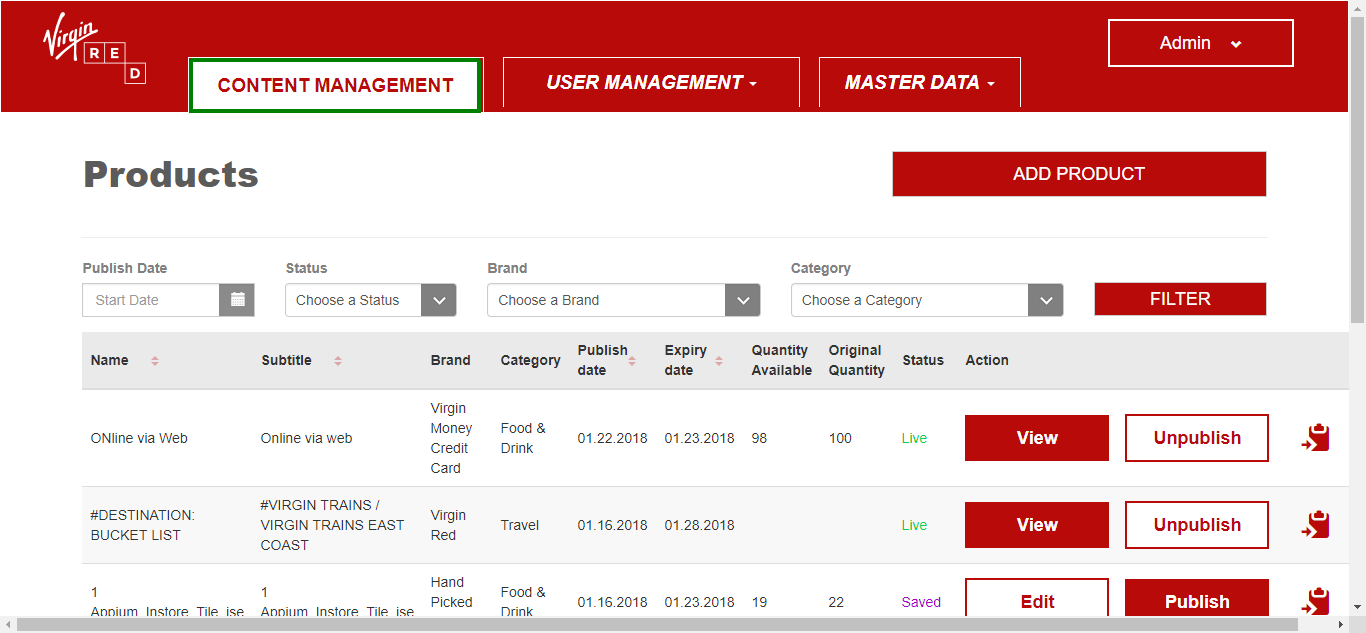 Virgin
R E
D
CONTENT MANAGEMENT
USER MANAGEMENT
MASTER DATA
Admin
Products
ADD PRODUCT
Publish Date
Status
Brand
Category
Start Date
Choose a Status
Choose a Brand
Choose a Category
FILTER
Name
Subtitle
Brand
Category
Publish
date
Expiry
date
Quantity
Available
Original
Quantity
Status
Action
ONline via Web
Online via web
Virgin
Money
Credit
Card
Food &
Drink
01.22.2018
01.23.2018
98
100
Live
View
Unpublish
#DESTINATION:
BUCKET LIST
#VIRGIN TRAINS /
VIRGIN TRAINS EAST
COAST
Virgin
Red
Travel
01.16.2018
01.28.2018
Live
View
Unpublish
1
Appium_Instore_Tile_ise
1
Appium_Instore_Tile_ise
Hand
Picked
Food &
Drink
01.16.2018
01.23.2018
19
22
Saved
Edit
Publish